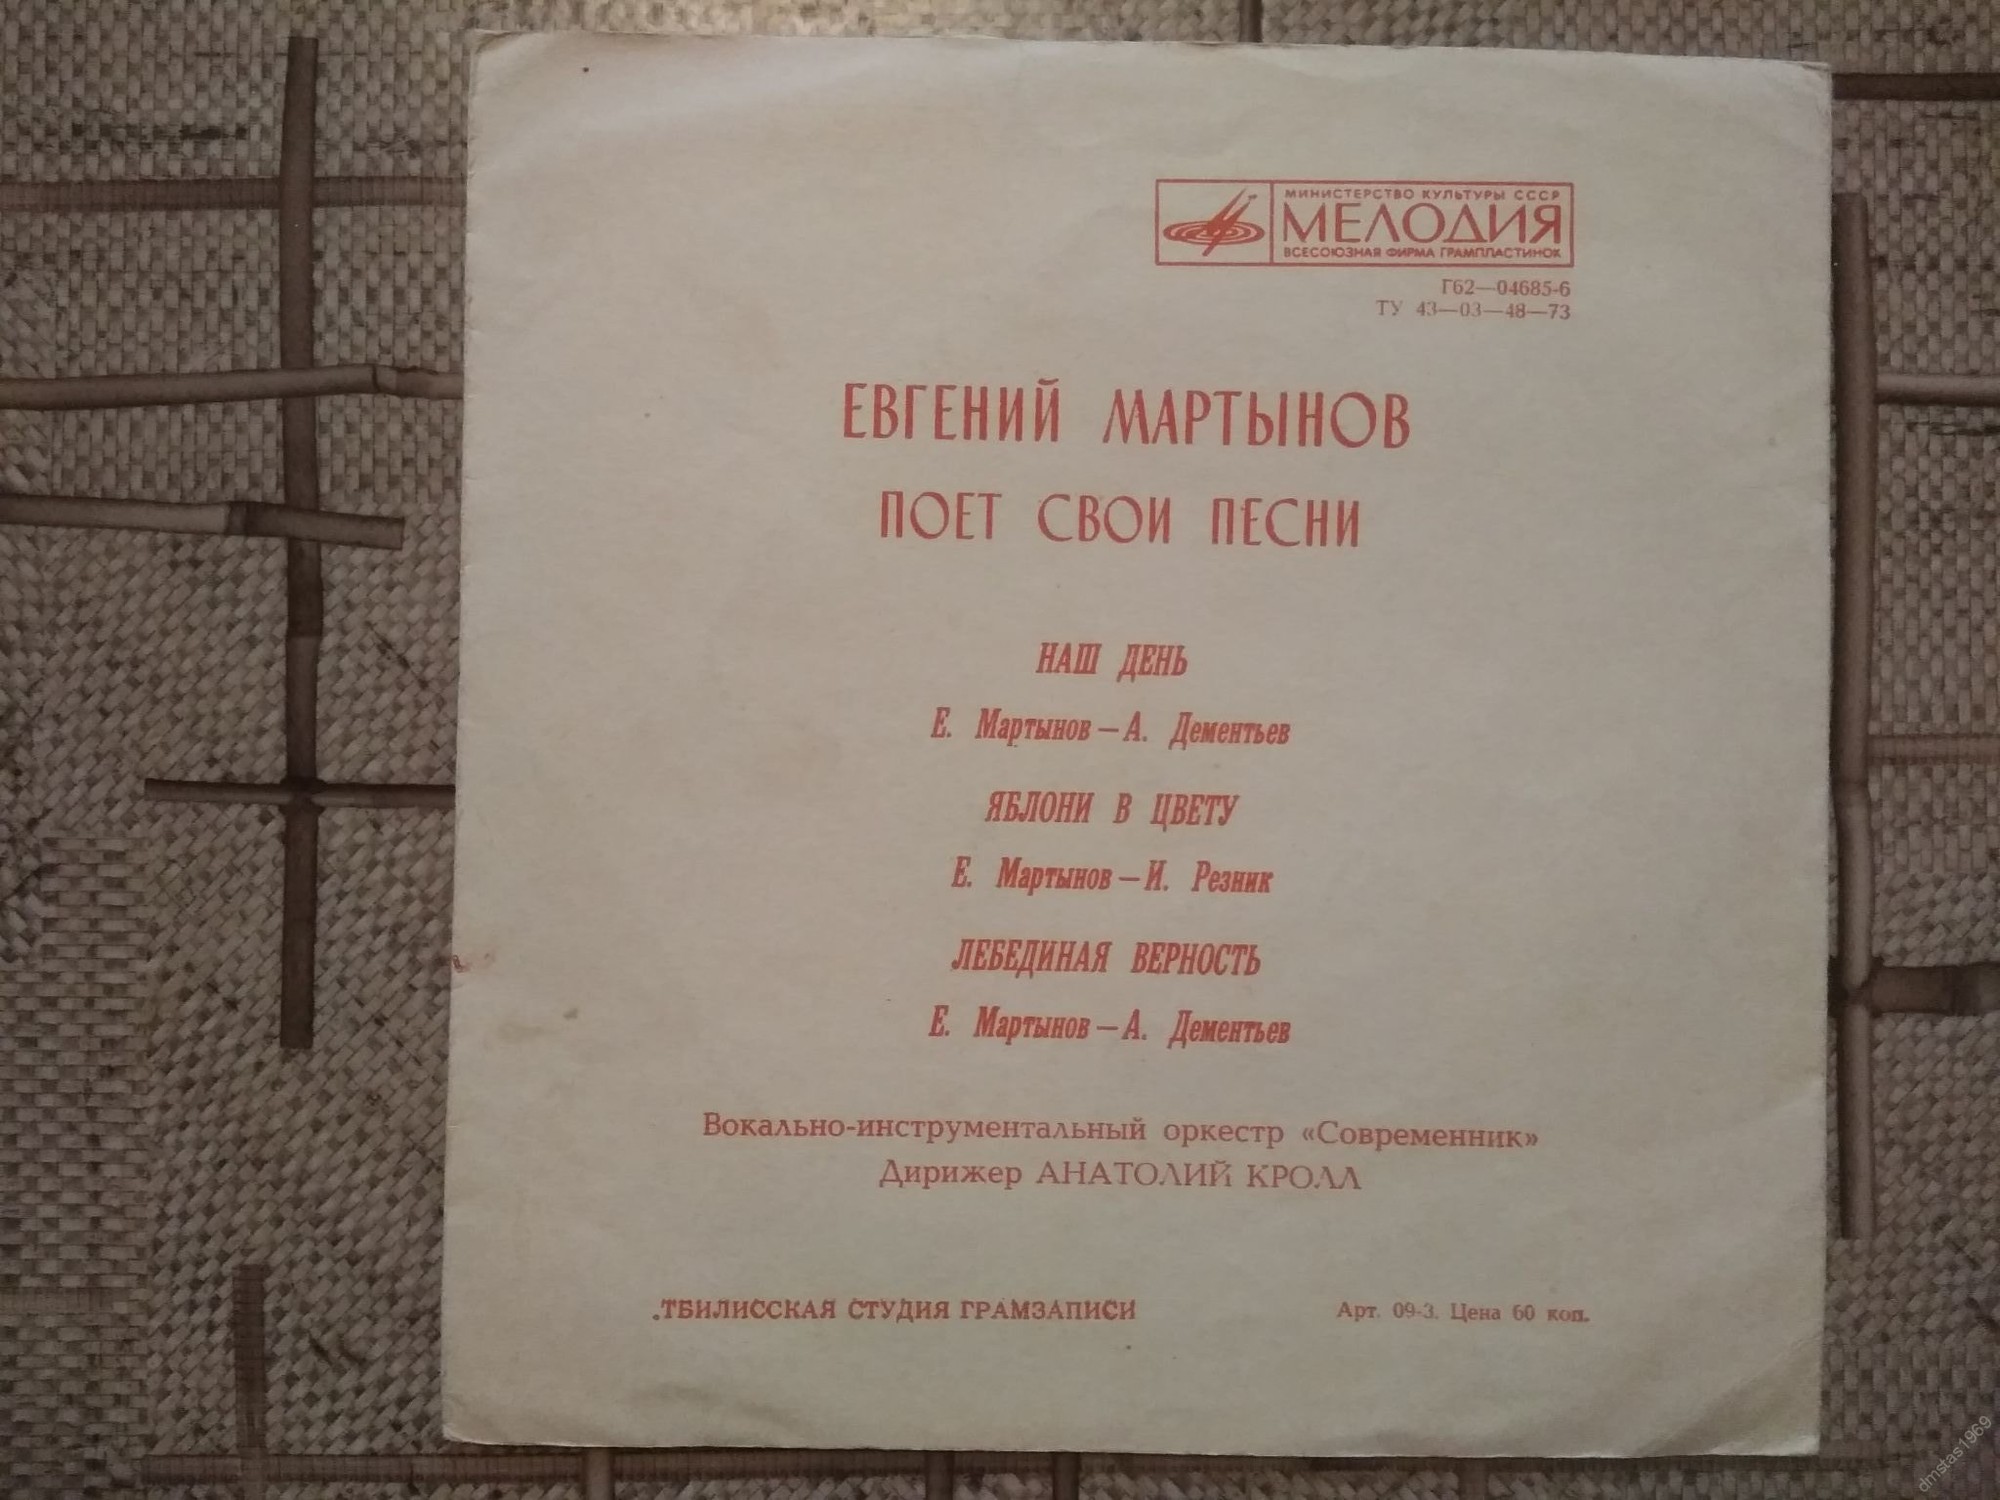 МИНИСТЕРСТВО КУЛЬТУРЫ СССР
МЕЛОДИЯ
ВСЕСОЮЗНАЯ ФИРМА ГРАМПЛАСТИНОК
Г62—04685-6
ТУ 43—03—48—73
ЕВГЕНИЙ МАРТЫНОВ
ПОЕТ СВОИ ПЕСНИ
НАШ ДЕНЬ
Е. Мартынов — А. Дементьев
ЯБЛОНИ В ЦВЕТУ
Е. Мартынов — И. Резник
ЛЕБЕДИНАЯ ВЕРНОСТЬ
Е. Мартынов — А. Дементьев
Вокально-инструментальный оркестр «Современник»
Дирижер АНАТОЛИЙ КРОЛЛ
.ТБИЛИССКАЯ СТУДИЯ ГРАМЗАПИСИ
Арт. 09-3. Цена 60 коп.
dmstas1969